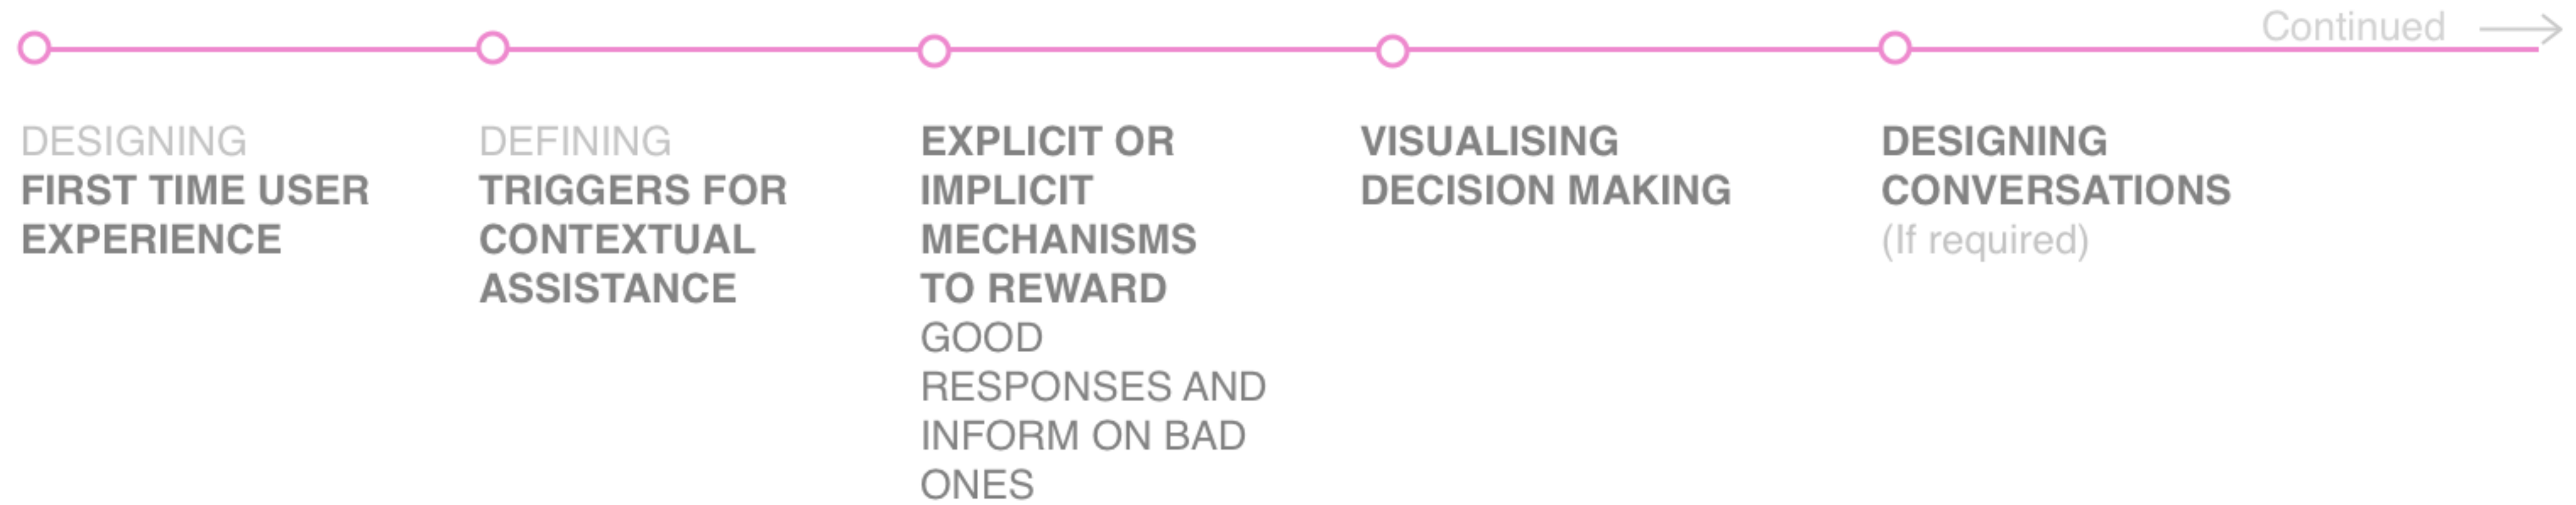 Continued
DESIGNING
FIRST TIME USER
EXPERIENCE
DEFINING
TRIGGERS FOR
CONTEXTUAL
ASSISTANCE
EXPLICIT OR
IMPLICIT
MECHANISMS
TO REWARD
GOOD
RESPONSES AND
INFORM ON BAD
ONES
VISUALISING
DECISION MAKING
DESIGNING
CONVERSATIONS
(If required)